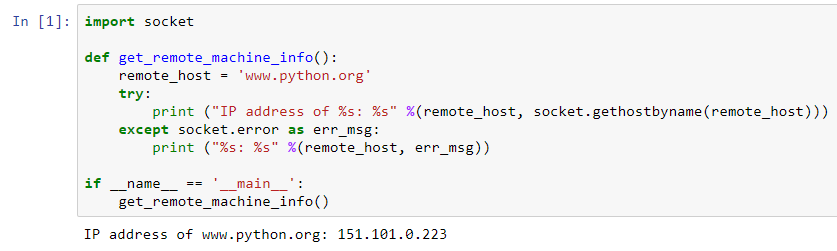 In [1]: import socket

def get_remote_machine_info():
    remote_host = 'www.python.org'
    try:
        print ("IP address of %s: %s" %(remote_host, socket.gethostbyname(remote_host)))
    except socket.error as err_msg:
        print ("%s: %s" %(remote_host, err_msg))

if __name__ == '__main__':
    get_remote_machine_info()

IP address of www.python.org: 151.101.0.223